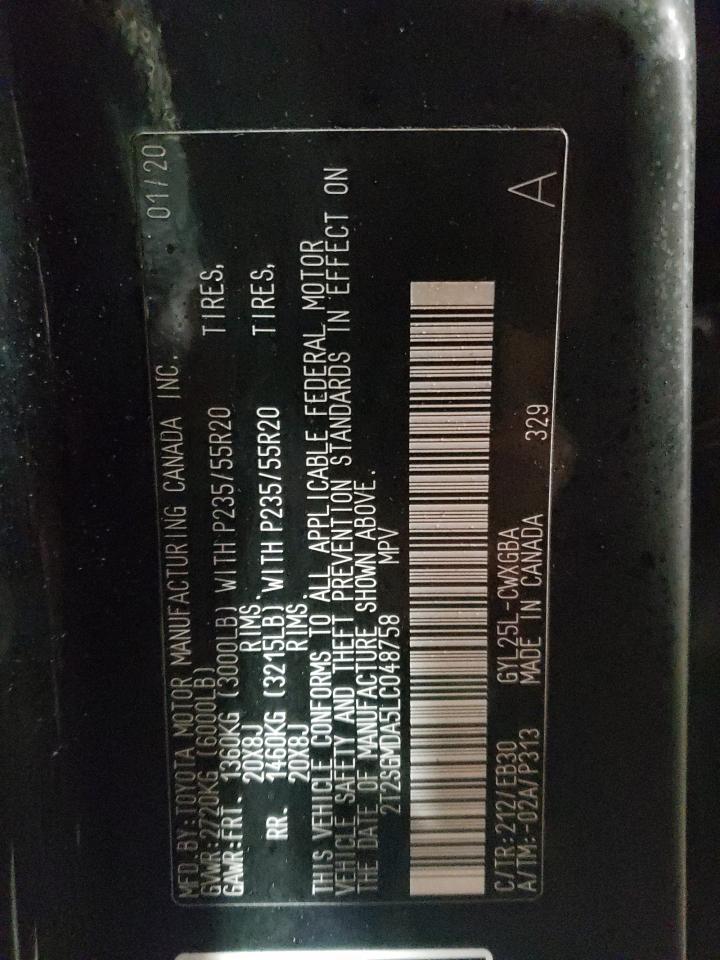 MFD.BY:TOYOTA MOTOR MANUFACTURING CANADA INC. 01/20
GVWR:2720KG (6000LB)
GAWR:FRT. 1360KG (3000LB) WITH P235/55R20 TIRES,
20X8J RIMS.
RR. 1460KG (3215LB) WITH P235/55R20 TIRES,
20X8J RIMS.
THIS VEHICLE CONFORMS TO ALL APPLICABLE FEDERAL MOTOR
VEHICLE SAFETY AND THEFT PREVENTION STANDARDS IN EFFECT ON
THE DATE OF MANUFACTURE SHOWN ABOVE.
2T2SGMDA5LC048758 MPV
C/TR:212/EB30 GYL25L-CWXGBA
A/TM:-02A/P313 MADE IN CANADA 329 A